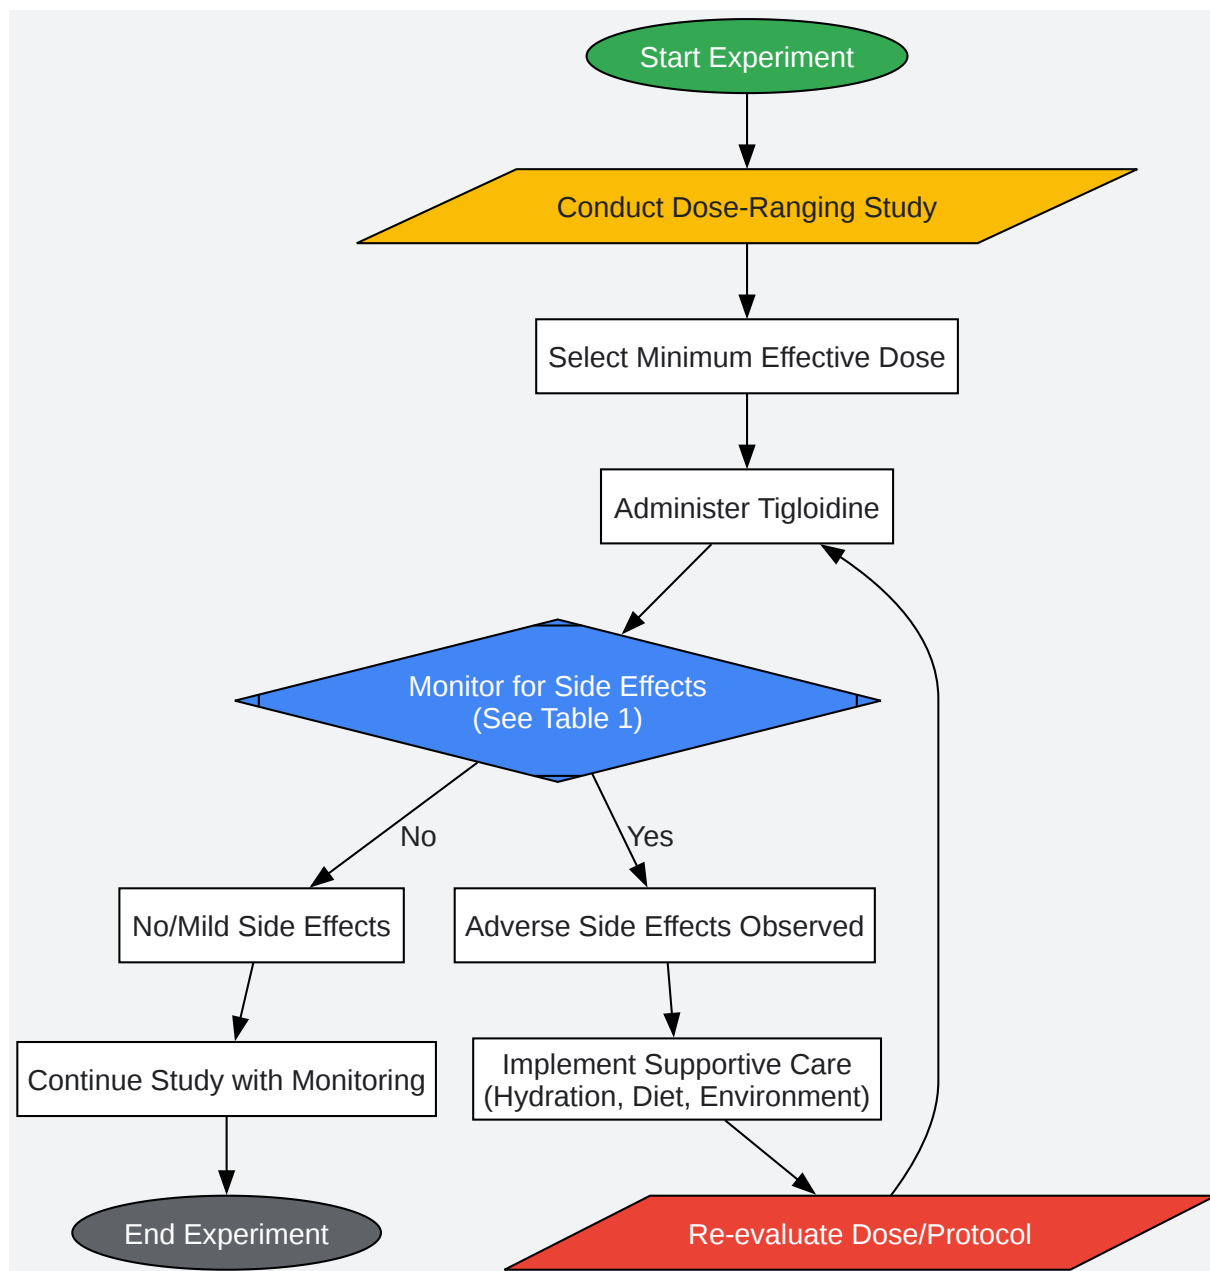 Start Experiment
Conduct Dose-Ranging Study
Select Minimum Effective Dose
Administer Tigloidine
Monitor for Side Effects
(See Table 1)
No
Yes
No/Mild Side Effects
Adverse Side Effects Observed
Continue Study with Monitoring
Implement Supportive Care
(Hydration, Diet, Environment)
End Experiment
Re-evaluate Dose/Protocol